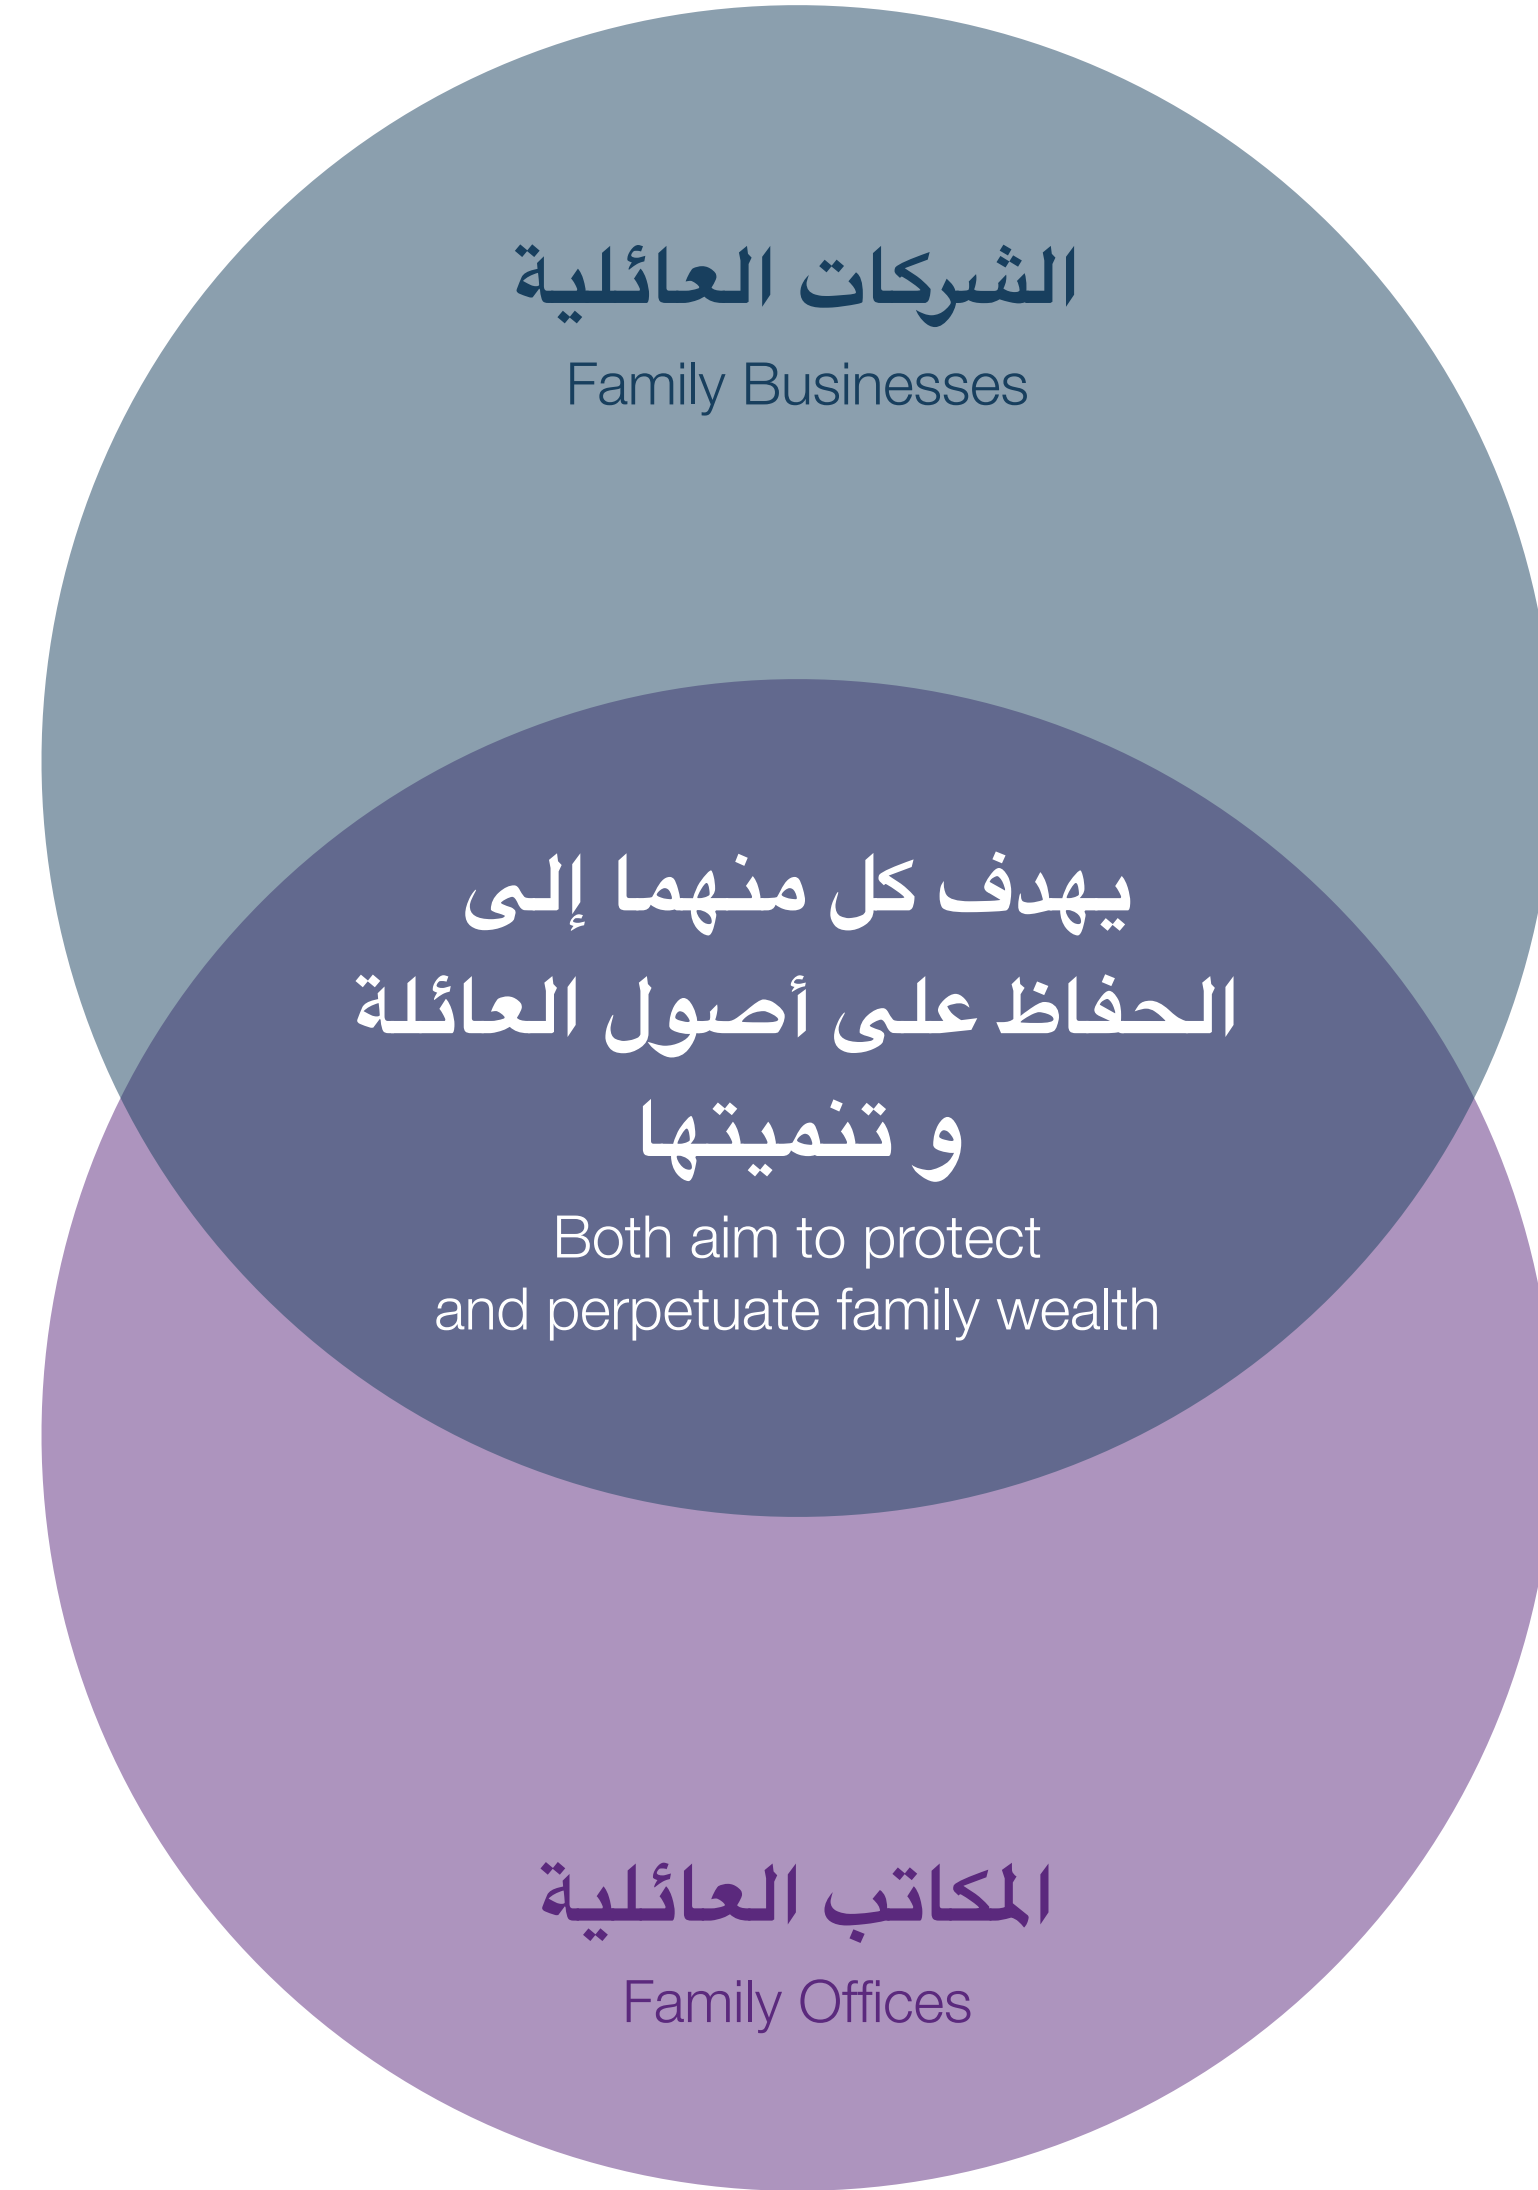 الشركات العائلية
Family Businesses
يهدف كل منهما إلى
الحفاظ على أصول العائلة
و تنميتها
Both aim to protect
and perpetuate family wealth
المكاتب العائلية
Family Offices